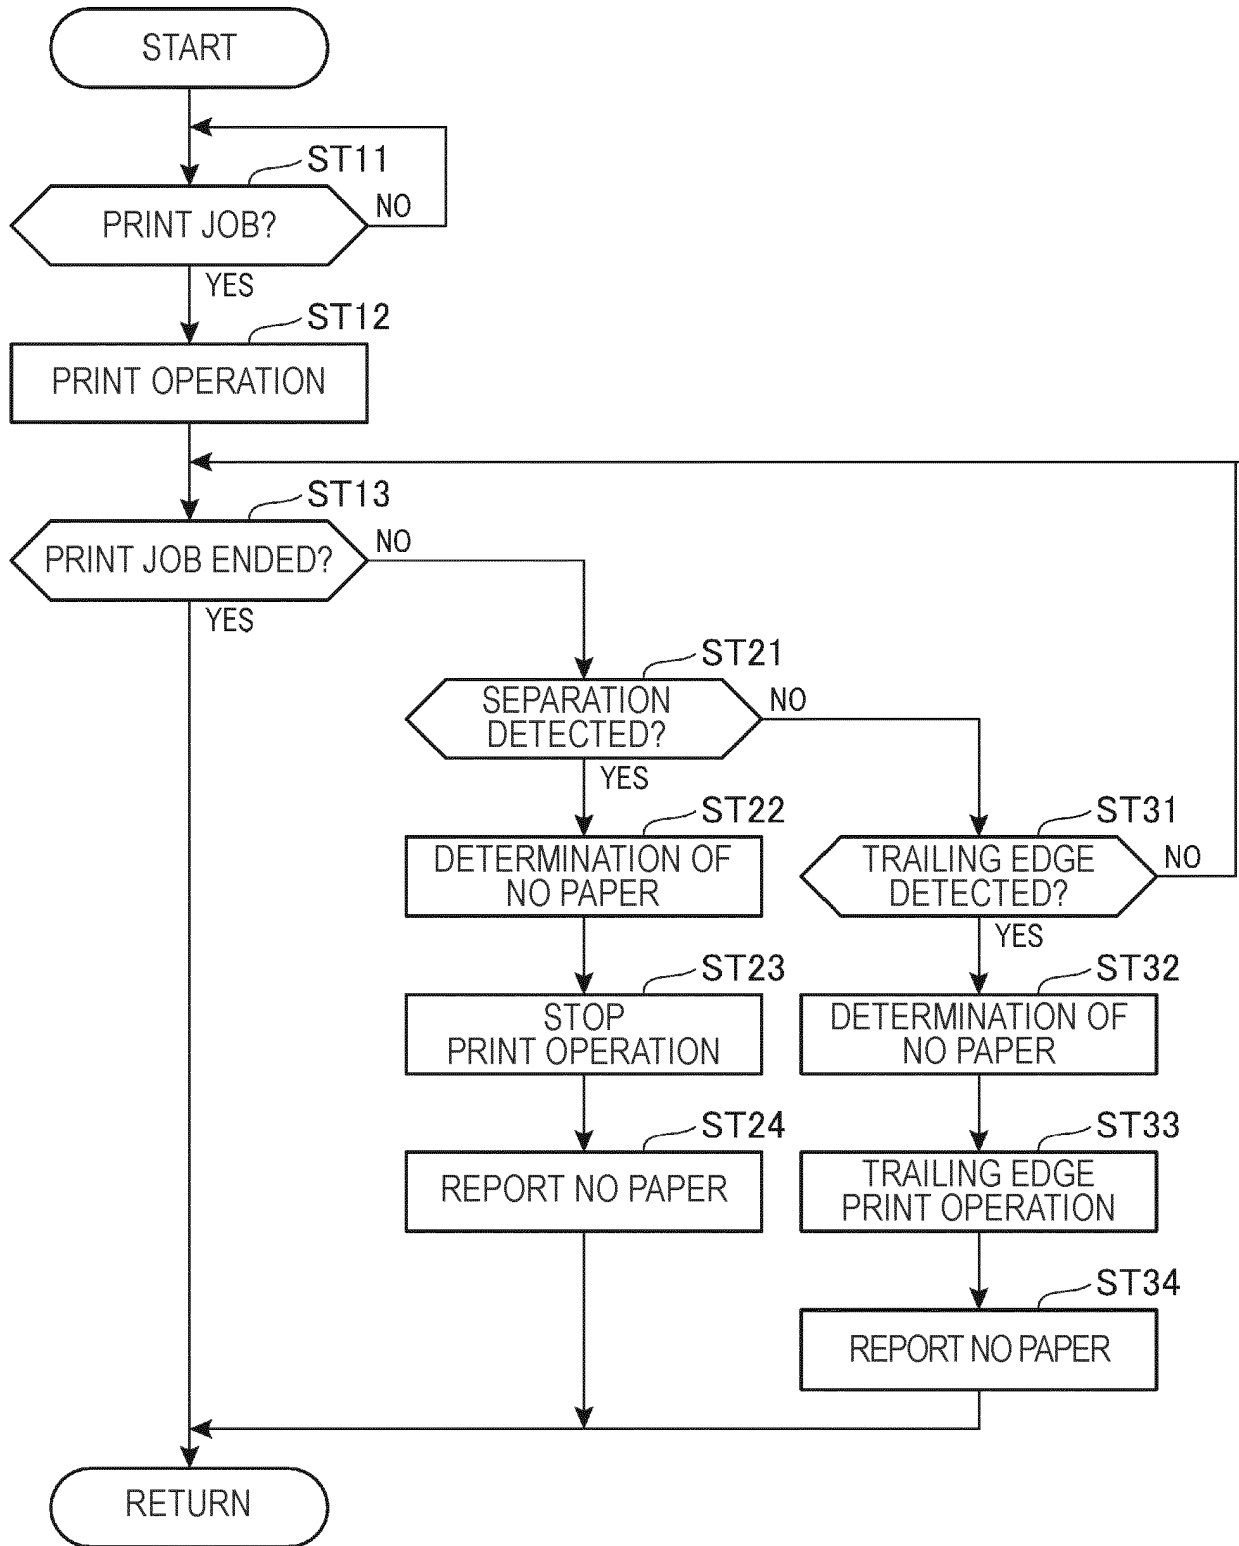 START
ST11
PRINT JOB?
NO
YES
ST12
PRINT OPERATION
ST13
PRINT JOB ENDED?
NO
YES
ST21
SEPARATION
DETECTED?
NO
YES
ST22
DETERMINATION OF
NO PAPER
ST31
TRAILING EDGE
DETECTED?
NO
YES
ST23
STOP
PRINT OPERATION
ST32
DETERMINATION OF
NO PAPER
ST24
REPORT NO PAPER
ST33
TRAILING EDGE
PRINT OPERATION
ST34
REPORT NO PAPER
RETURN